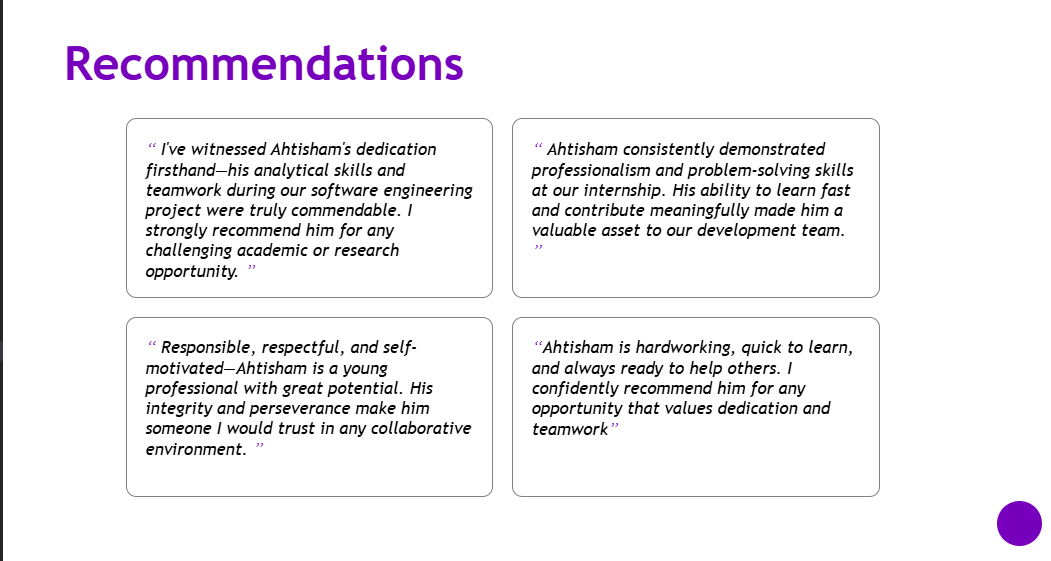 Recommendations
“ I've witnessed Ahtisham's dedication
firsthand—his analytical skills and
teamwork during our software engineering
project were truly commendable. I
strongly recommend him for any
challenging academic or research
opportunity. ”
“ Ahtisham consistently demonstrated
professionalism and problem-solving skills
at our internship. His ability to learn fast
and contribute meaningfully made him a
valuable asset to our development team.
”
“ Responsible, respectful, and self-
motivated—Ahtisham is a young
professional with great potential. His
integrity and perseverance make him
someone I would trust in any collaborative
environment. ”
“Ahtisham is hardworking, quick to learn,
and always ready to help others. I
confidently recommend him for any
opportunity that values dedication and
teamwork”